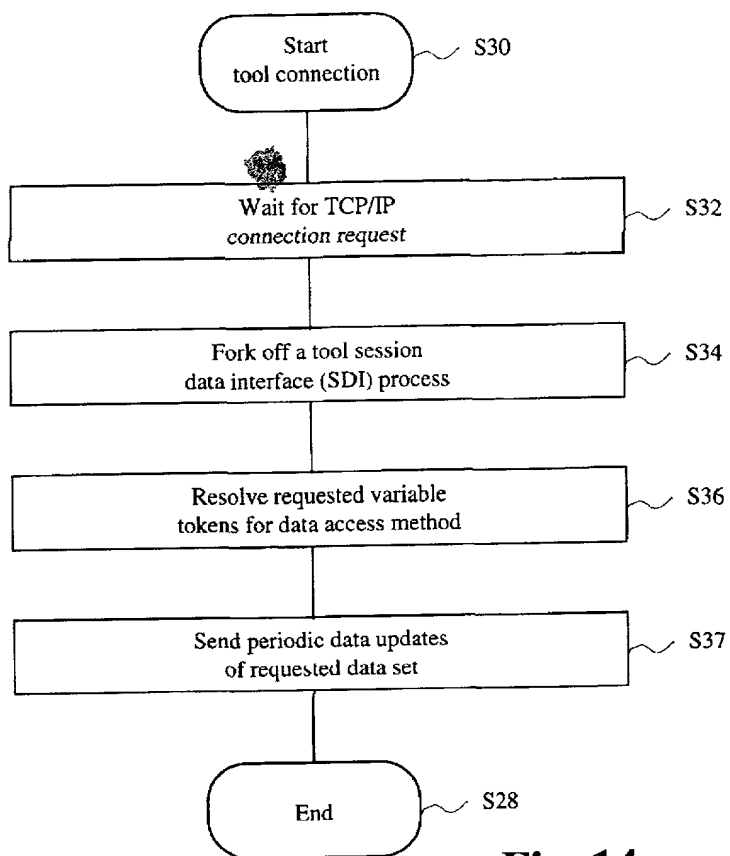 Start
tool connection
S30
Wait for TCP/IP
connection request
S32
Fork off a tool session
data interface (SDI) process
S34
Resolve requested variable
tokens for data access method
S36
Send periodic data updates
of requested data set
S37
End
S28
Fig. 14